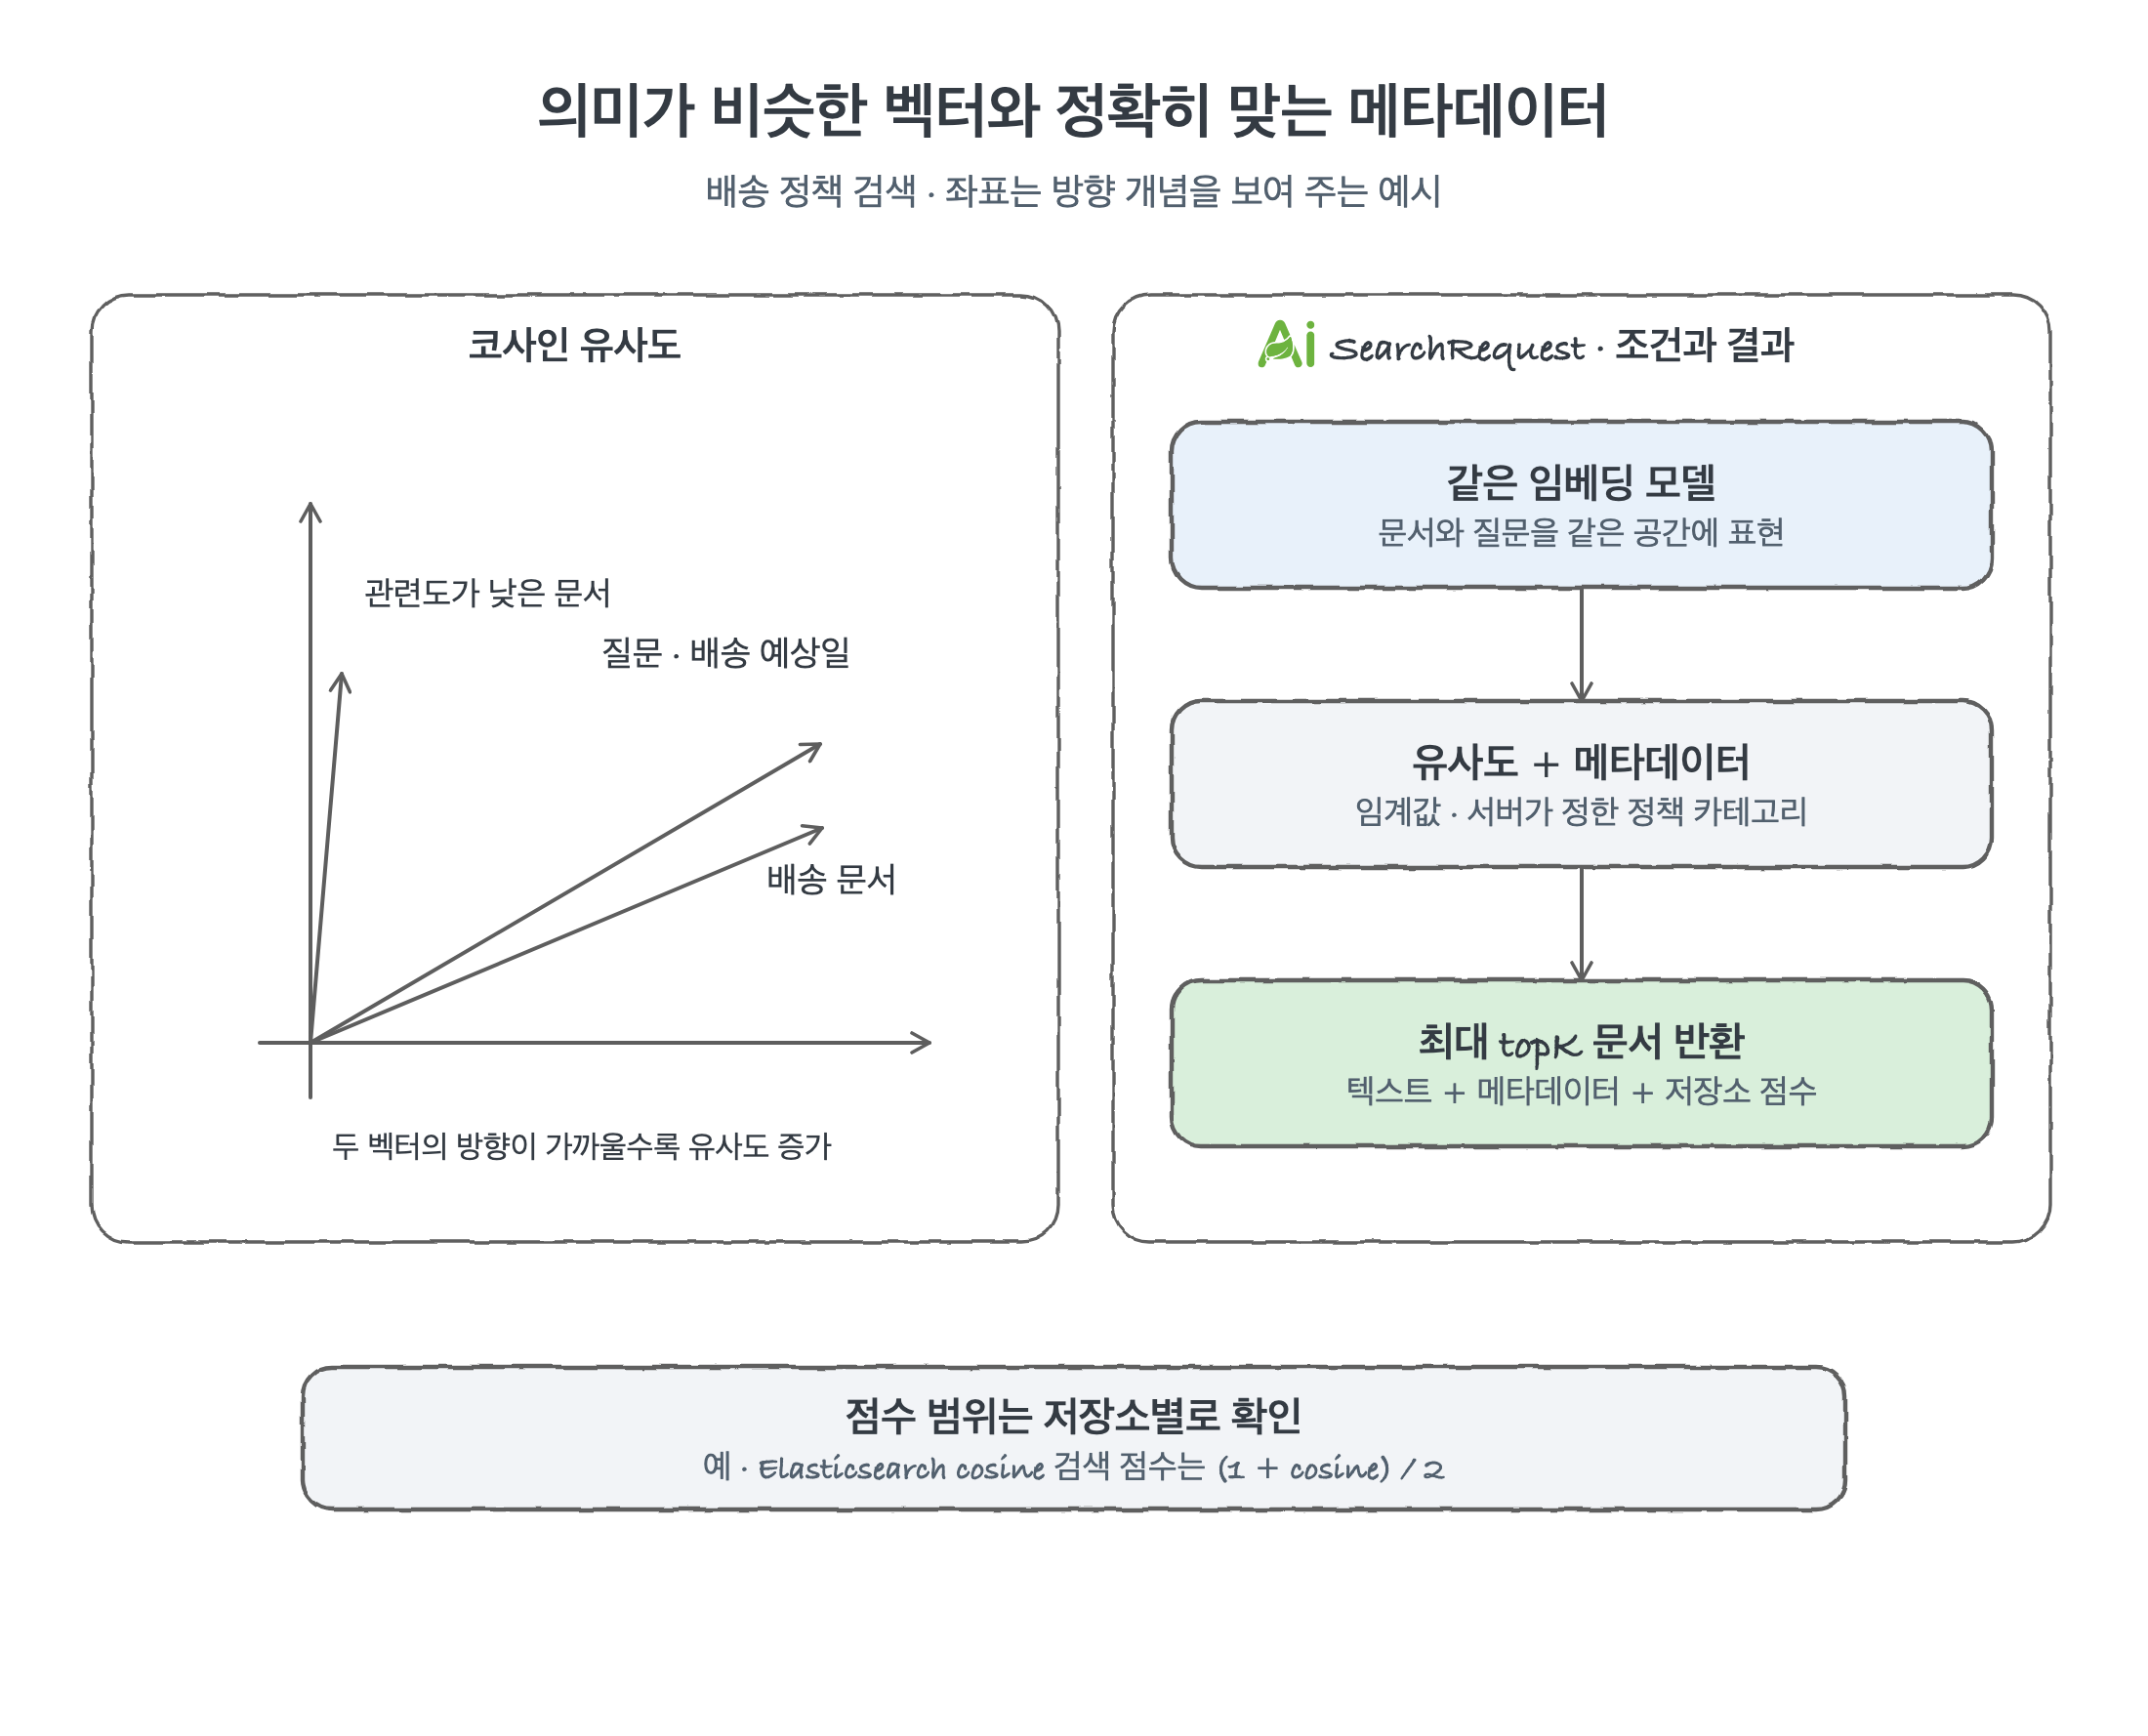 의미가 비슷한 벡터와 정확히 맞는 메타데이터
배송 정책 검색 · 좌표는 방향 개념을 보여 주는 예시
코사인 유사도
관련도가 낮은 문서
질문 · 배송 예상일
배송 문서
두 벡터의 방향이 가까울수록 유사도 증가
Ai SearchRequest · 조건과 결과
같은 임베딩 모델
문서와 질문을 같은 공간에 표현
유사도 + 메타데이터
임계값 · 서버가 정한 정책 카테고리
최대 topK 문서 반환
텍스트 + 메타데이터 + 저장소 점수
점수 범위는 저장소별로 확인
예 · Elasticsearch cosine 검색 점수는 (1 + cosine) / 2